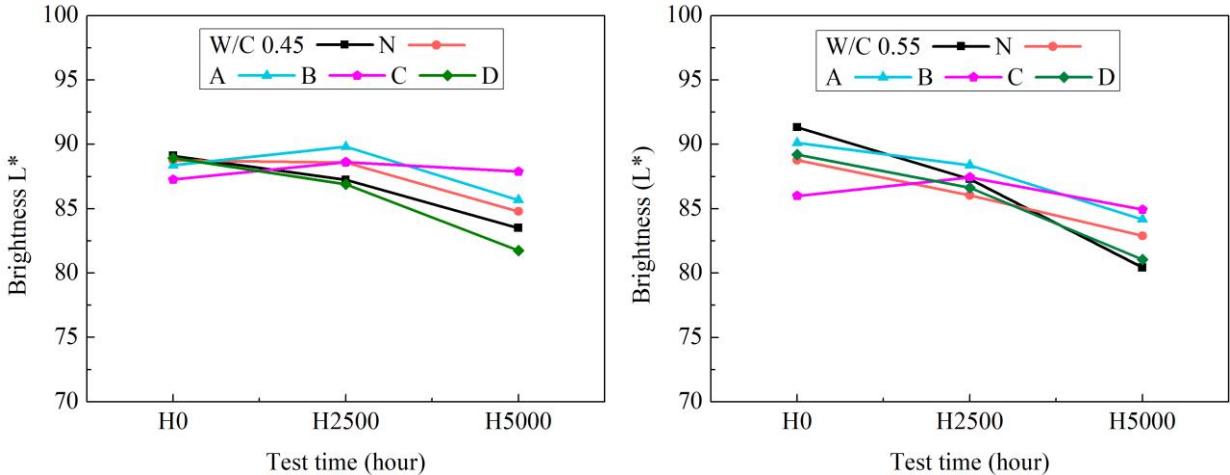 100
95
90
85
80
75
70
Brightness L*
W/C 0.45 N
A B C D
H0 H2500 H5000
Test time (hour)
100
95
90
85
80
75
70
Brightness (L*)
W/C 0.55 N
A B C D
H0 H2500 H5000
Test time (hour)